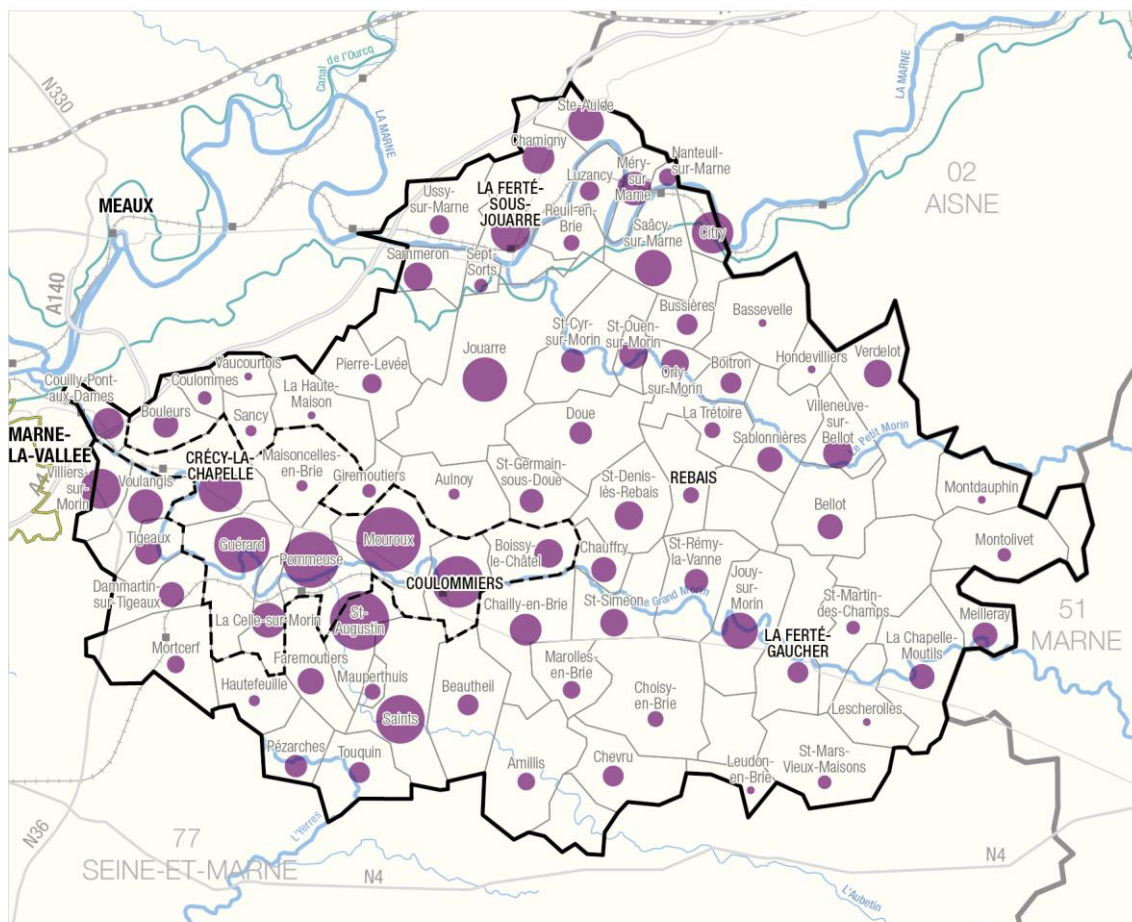 N330
Canal de l'Ourcq
LA MARNE
LA MARNE
MEAUX
A140
02
AISNE
Ste-Aulde
Chamigny
Nanteuil-
sur-Marne
Luzancy
Méry-
sur-
Marne
Ussy-
sur-Marne
LA FERTÉ-
SOUS-
JOUARRE
Reuil-en-
Brie
Saâcy-
sur-Marne
Citry
Sammeron
Sept-
Sorts
Bussières
Bassevelle
St-Cyr-
sur-Morin
St-Ouen-
sur-Morin
Orly-
sur-Morin
Boitron
Hondevilliers
Verdelot
Jouarre
Pierre-Levée
Vaucourtois
Coulommes
La Haute-
Maison
Couilly-Pont-
aux-Dames
Bouleurs
Sancy
Doue
La Trétoire
Sablonnières
Villeneuve-
sur-
Bellot
Le Petit Morin
MARNE-
LA-VALLEE
A4
Villiers-
sur-
Morin
Voulangis
CRÉCY-LA-
CHAPELLE
Maisoncelles-
en-Brie
Giremoutiers
Aulnoy
St-Germain-
sous-Doue
St-Denis-
lès-Rebais
REBAIS
Bellot
Montdauphin
Montolivet
Tigeaux
Guérard
Pommeuse
Mouroux
Boissy-
le-Châtel
Chauffry
St-Rémy-
la-Vanne
Dammartin-
sur-Tigeaux
La Celle-sur-Morin
COULOMMIERS
St-
Augustin
Chailly-en-Brie
St-Siméon
Le Grand Morin
Jouy-
sur-
Morin
LA FERTÉ-
GAUCHER
St-Martin-
des-Champs
La Chapelle-
Moutils
Meilleray
51
MARNE
Mortcerf
Hautefeuille
Faremoutiers
Mauperthuis
Beautheil
Marolles-
en-Brie
Choisy-
en-Brie
Lescherolles
Saints
Pézarches
Touquin
Amillis
Chevru
Leudon-
en-Brie
St-Mars-
Vieux-Maisons
N36
77
SEINE-ET-MARNE
L'Yerres
N4
L'Aubetin
N4